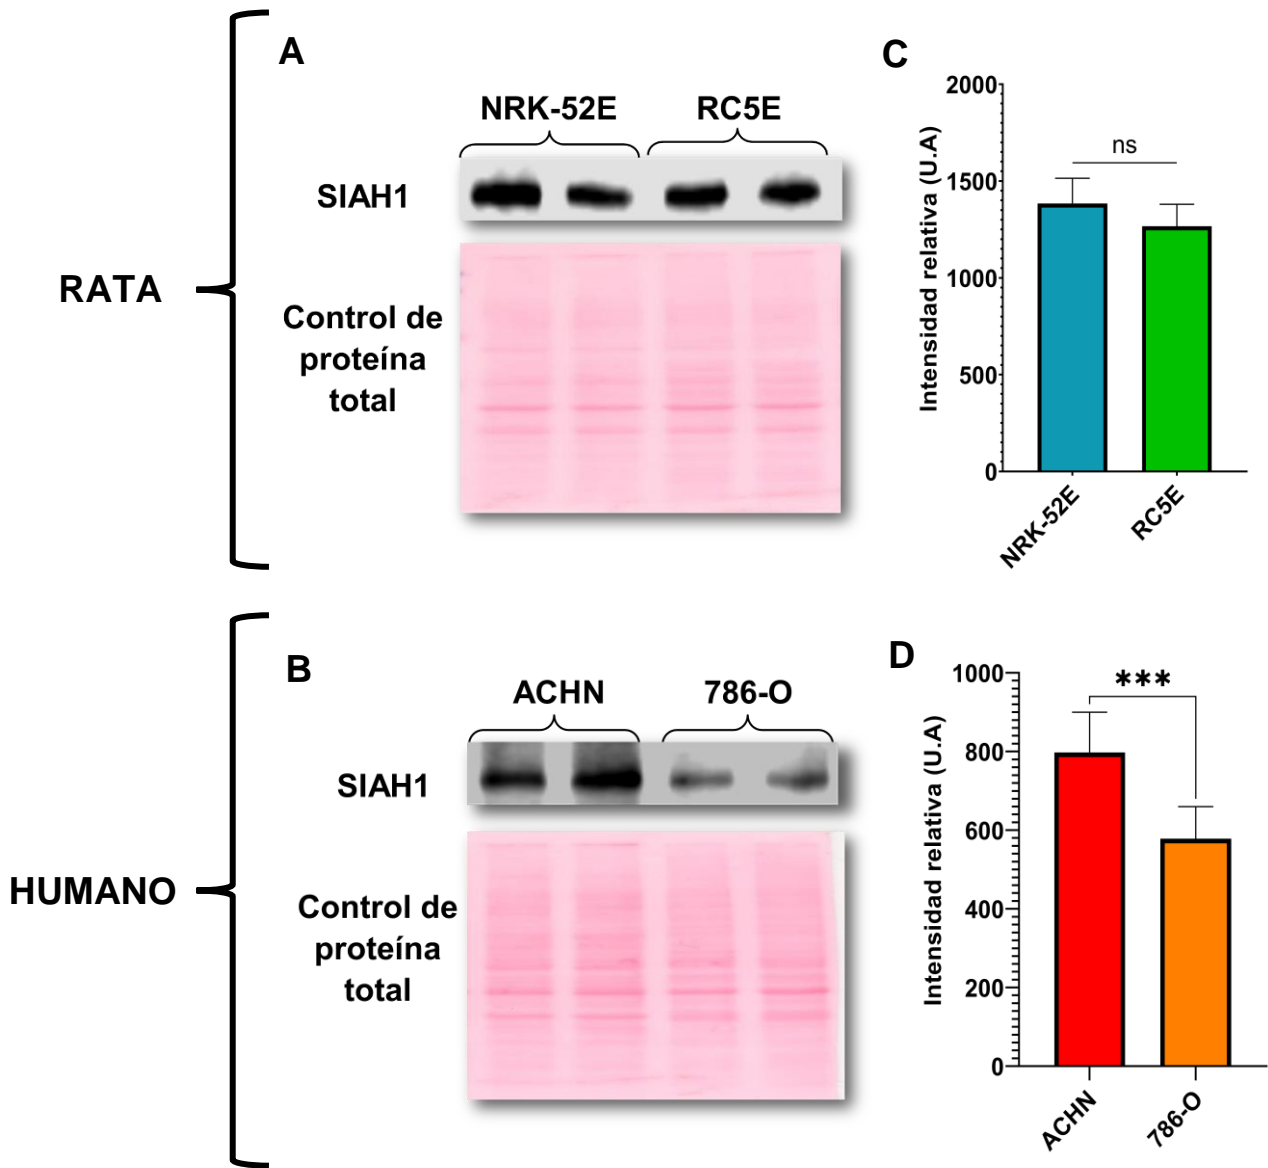 RATA
A
NRK-52E
RC5E
SIAH1
Control de
proteína
total
C
Intensidad relativa (U.A)
2000
1500
1000
500
0
ns
NRK-52E
RC5E
HUMANO
B
ACHN
786-O
SIAH1
Control de
proteína
total
D
Intensidad relativa (U.A)
1000
800
600
400
200
0
***
ACHN
786-O